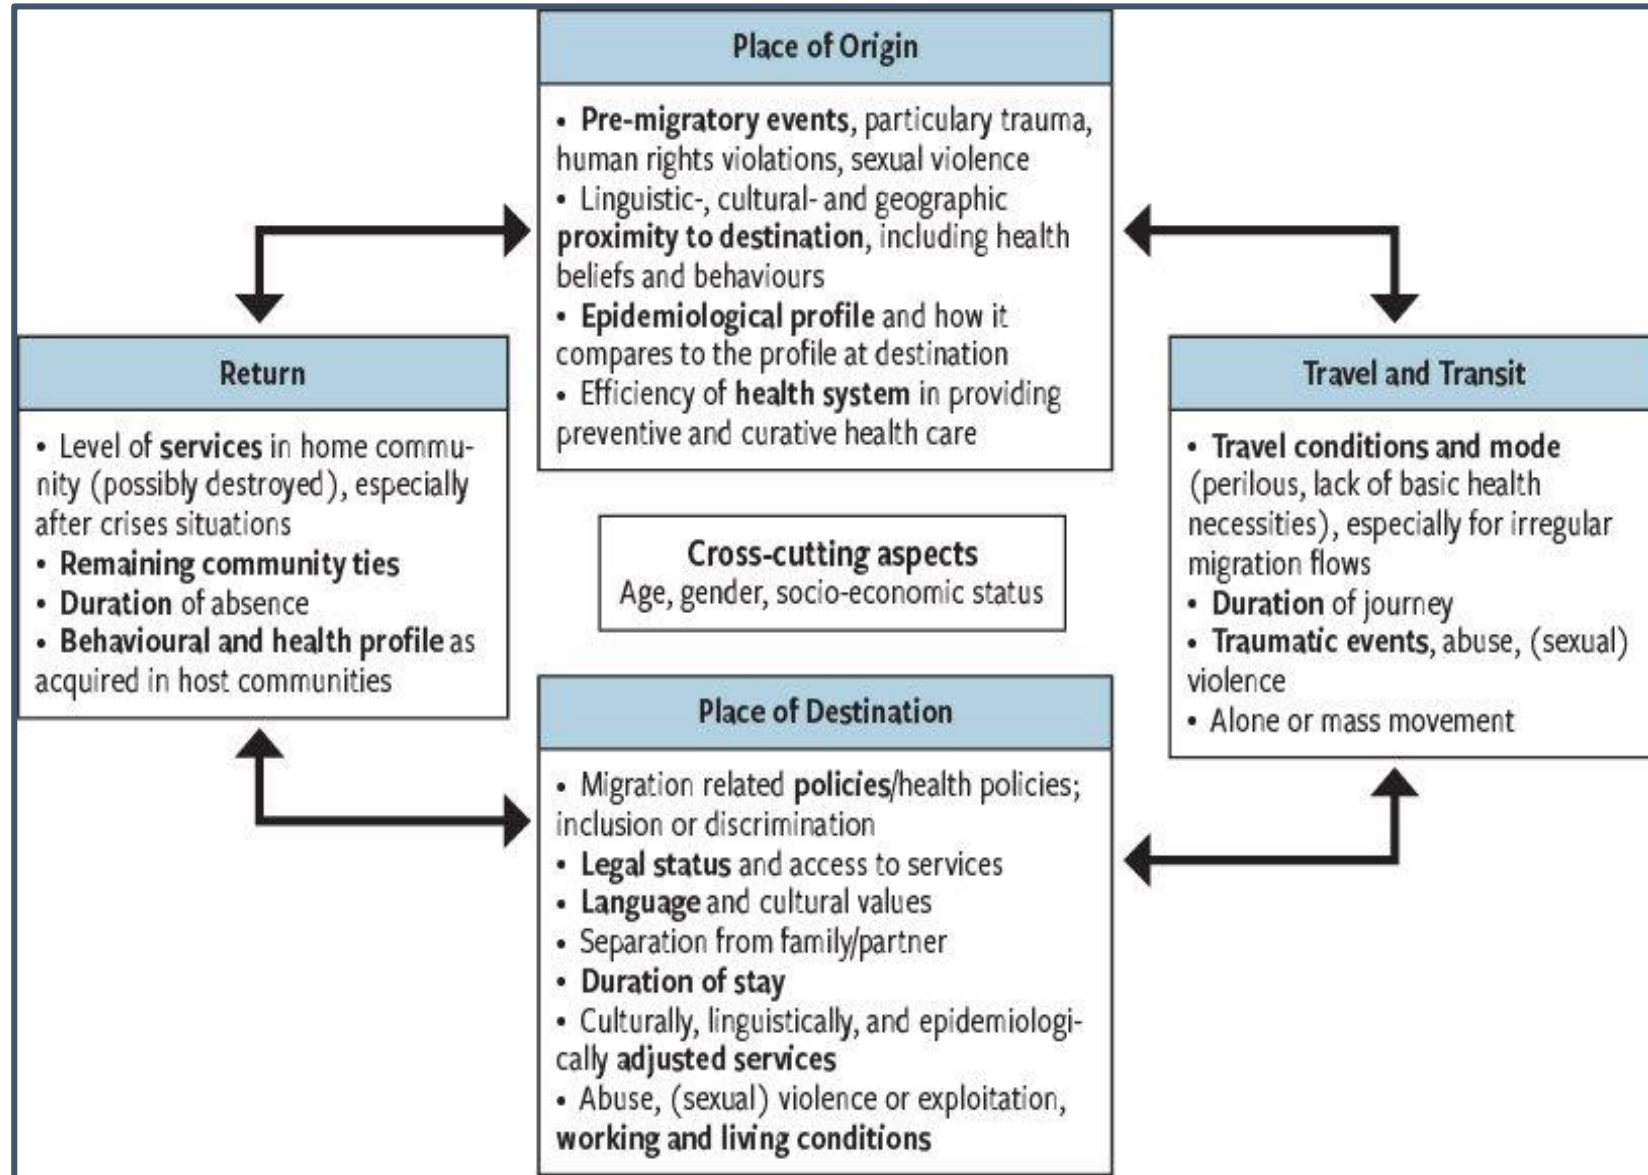 Place of Origin
• Pre-migratory events, particulary trauma,
human rights violations, sexual violence
• Linguistic-, cultural- and geographic
proximity to destination, including health
beliefs and behaviours
• Epidemiological profile and how it
compares to the profile at destination
• Efficiency of health system in providing
preventive and curative health care
Return
• Level of services in home commu-
nity (possibly destroyed), especially
after crises situations
• Remaining community ties
• Duration of absence
• Behavioural and health profile as
acquired in host communities
Cross-cutting aspects
Age, gender, socio-economic status
Travel and Transit
• Travel conditions and mode
(perilous, lack of basic health
necessities), especially for irregular
migration flows
• Duration of journey
• Traumatic events, abuse, (sexual)
violence
• Alone or mass movement
Place of Destination
• Migration related policies/health policies;
inclusion or discrimination
• Legal status and access to services
• Language and cultural values
• Separation from family/partner
• Duration of stay
• Culturally, linguistically, and epidemiologi-
cally adjusted services
• Abuse, (sexual) violence or exploitation,
working and living conditions